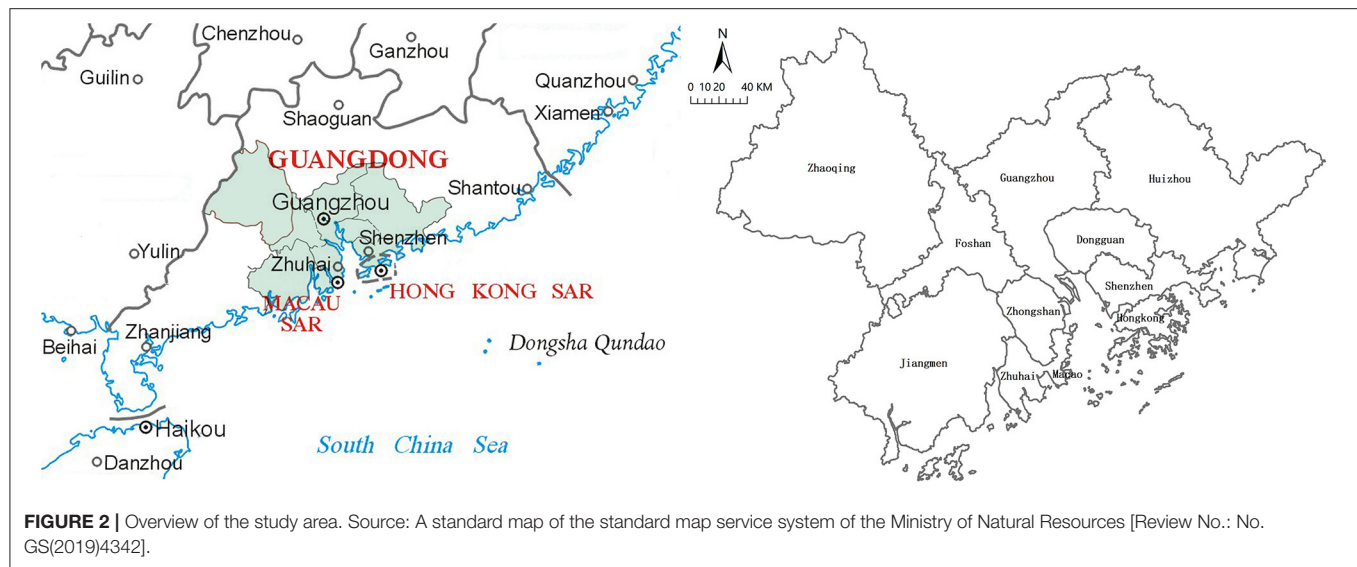 Chenzhou
Ganzhou
Guilin
Quanzhou
Xiamen
Shaoguan
GUANGDONG
Shantou
Guangzhou
Shenzhen
Yulin
Zhuhai
HONG KONG SAR
MACAU
SAR
Zhanjiang
Beihai
Dongsha Qundao
Haikou
South China Sea
Danzhou
N
0 10 20 40 KM
Zhaoqing
Guangzhou
Huizhou
Foshan
Dongguan
Shenzhen
Zhongshan
Hongkong
Jiangmen
Zhuhai
Macao
FIGURE 2 | Overview of the study area. Source: A standard map of the standard map service system of the Ministry of Natural Resources [Review No.: No.
GS(2019)4342].